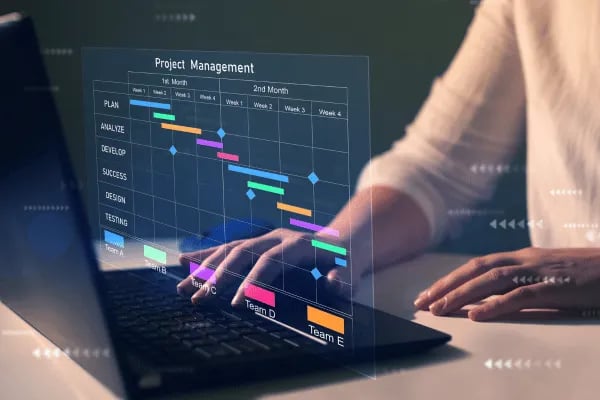 Project Management
1st Month
2nd Month
Week 1 Week 2 Week 3 Week 4 Week 1 Week 2 Week 3 Week 4
PLAN
ANALYZE
DEVELOP
SUCCESS
DESIGN
TESTING
Team A
Team B
Team C
Team D
Team E